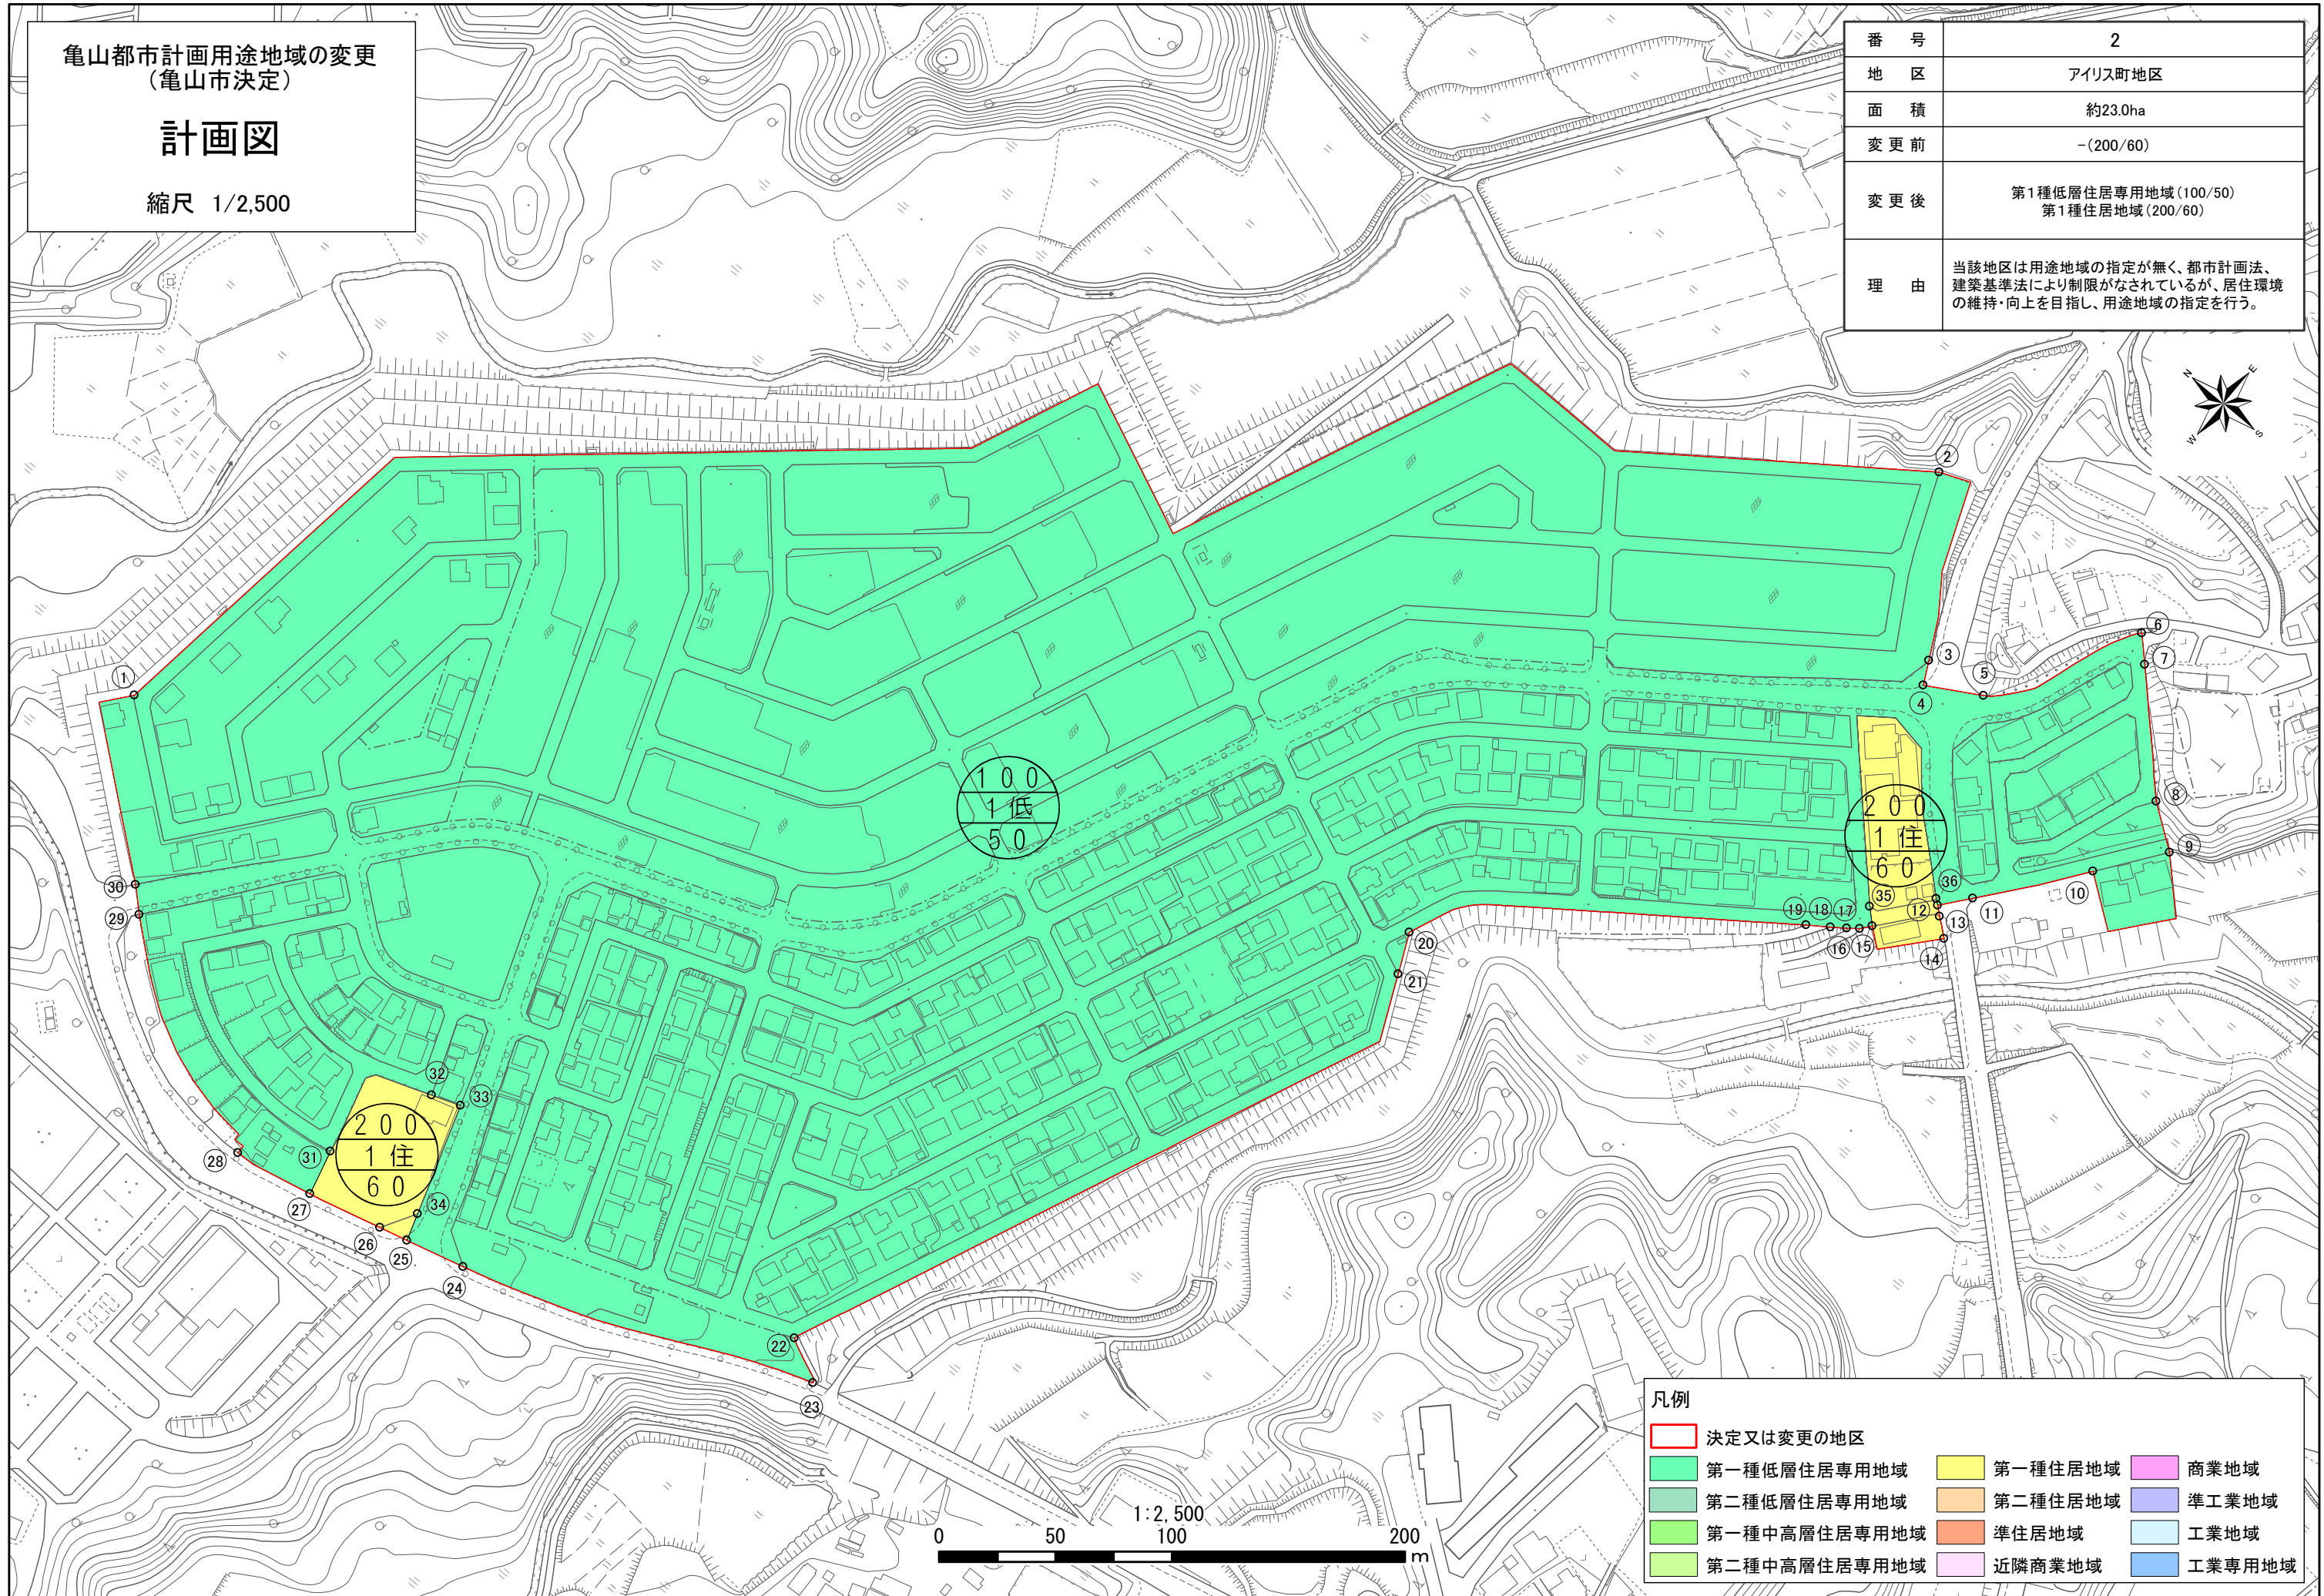 亀山都市計画用途地域の変更
（亀山市決定）
計画図
縮尺 1/2,500
番 号 2
地 区 アイリス町地区
面 積 約23.0ha
変更前 -(200/60)
変更後 第1種低層住居専用地域(100/50)
第1種住居地域(200/60)
理 由 当該地区は用途地域の指定が無く、都市計画法、
建築基準法により制限がなされているが、居住環境
の維持・向上を目指し、用途地域の指定を行う。
N
E
W
S
1
2
3
4
5
6
7
8
9
10
11
12
13
14
15
16
17
18
19
20
21
22
23
24
25
26
27
28
29
30
31
32
33
34
35
36
100
1低
50
200
1住
60
200
1住
60
1:2,500
0 50 100 200
m
凡例
決定又は変更の地区
第一種低層住居専用地域 第一種住居地域 商業地域
第二種低層住居専用地域 第二種住居地域 準工業地域
第一種中高層住居専用地域 準住居地域 工業地域
第二種中高層住居専用地域 近隣商業地域 工業専用地域